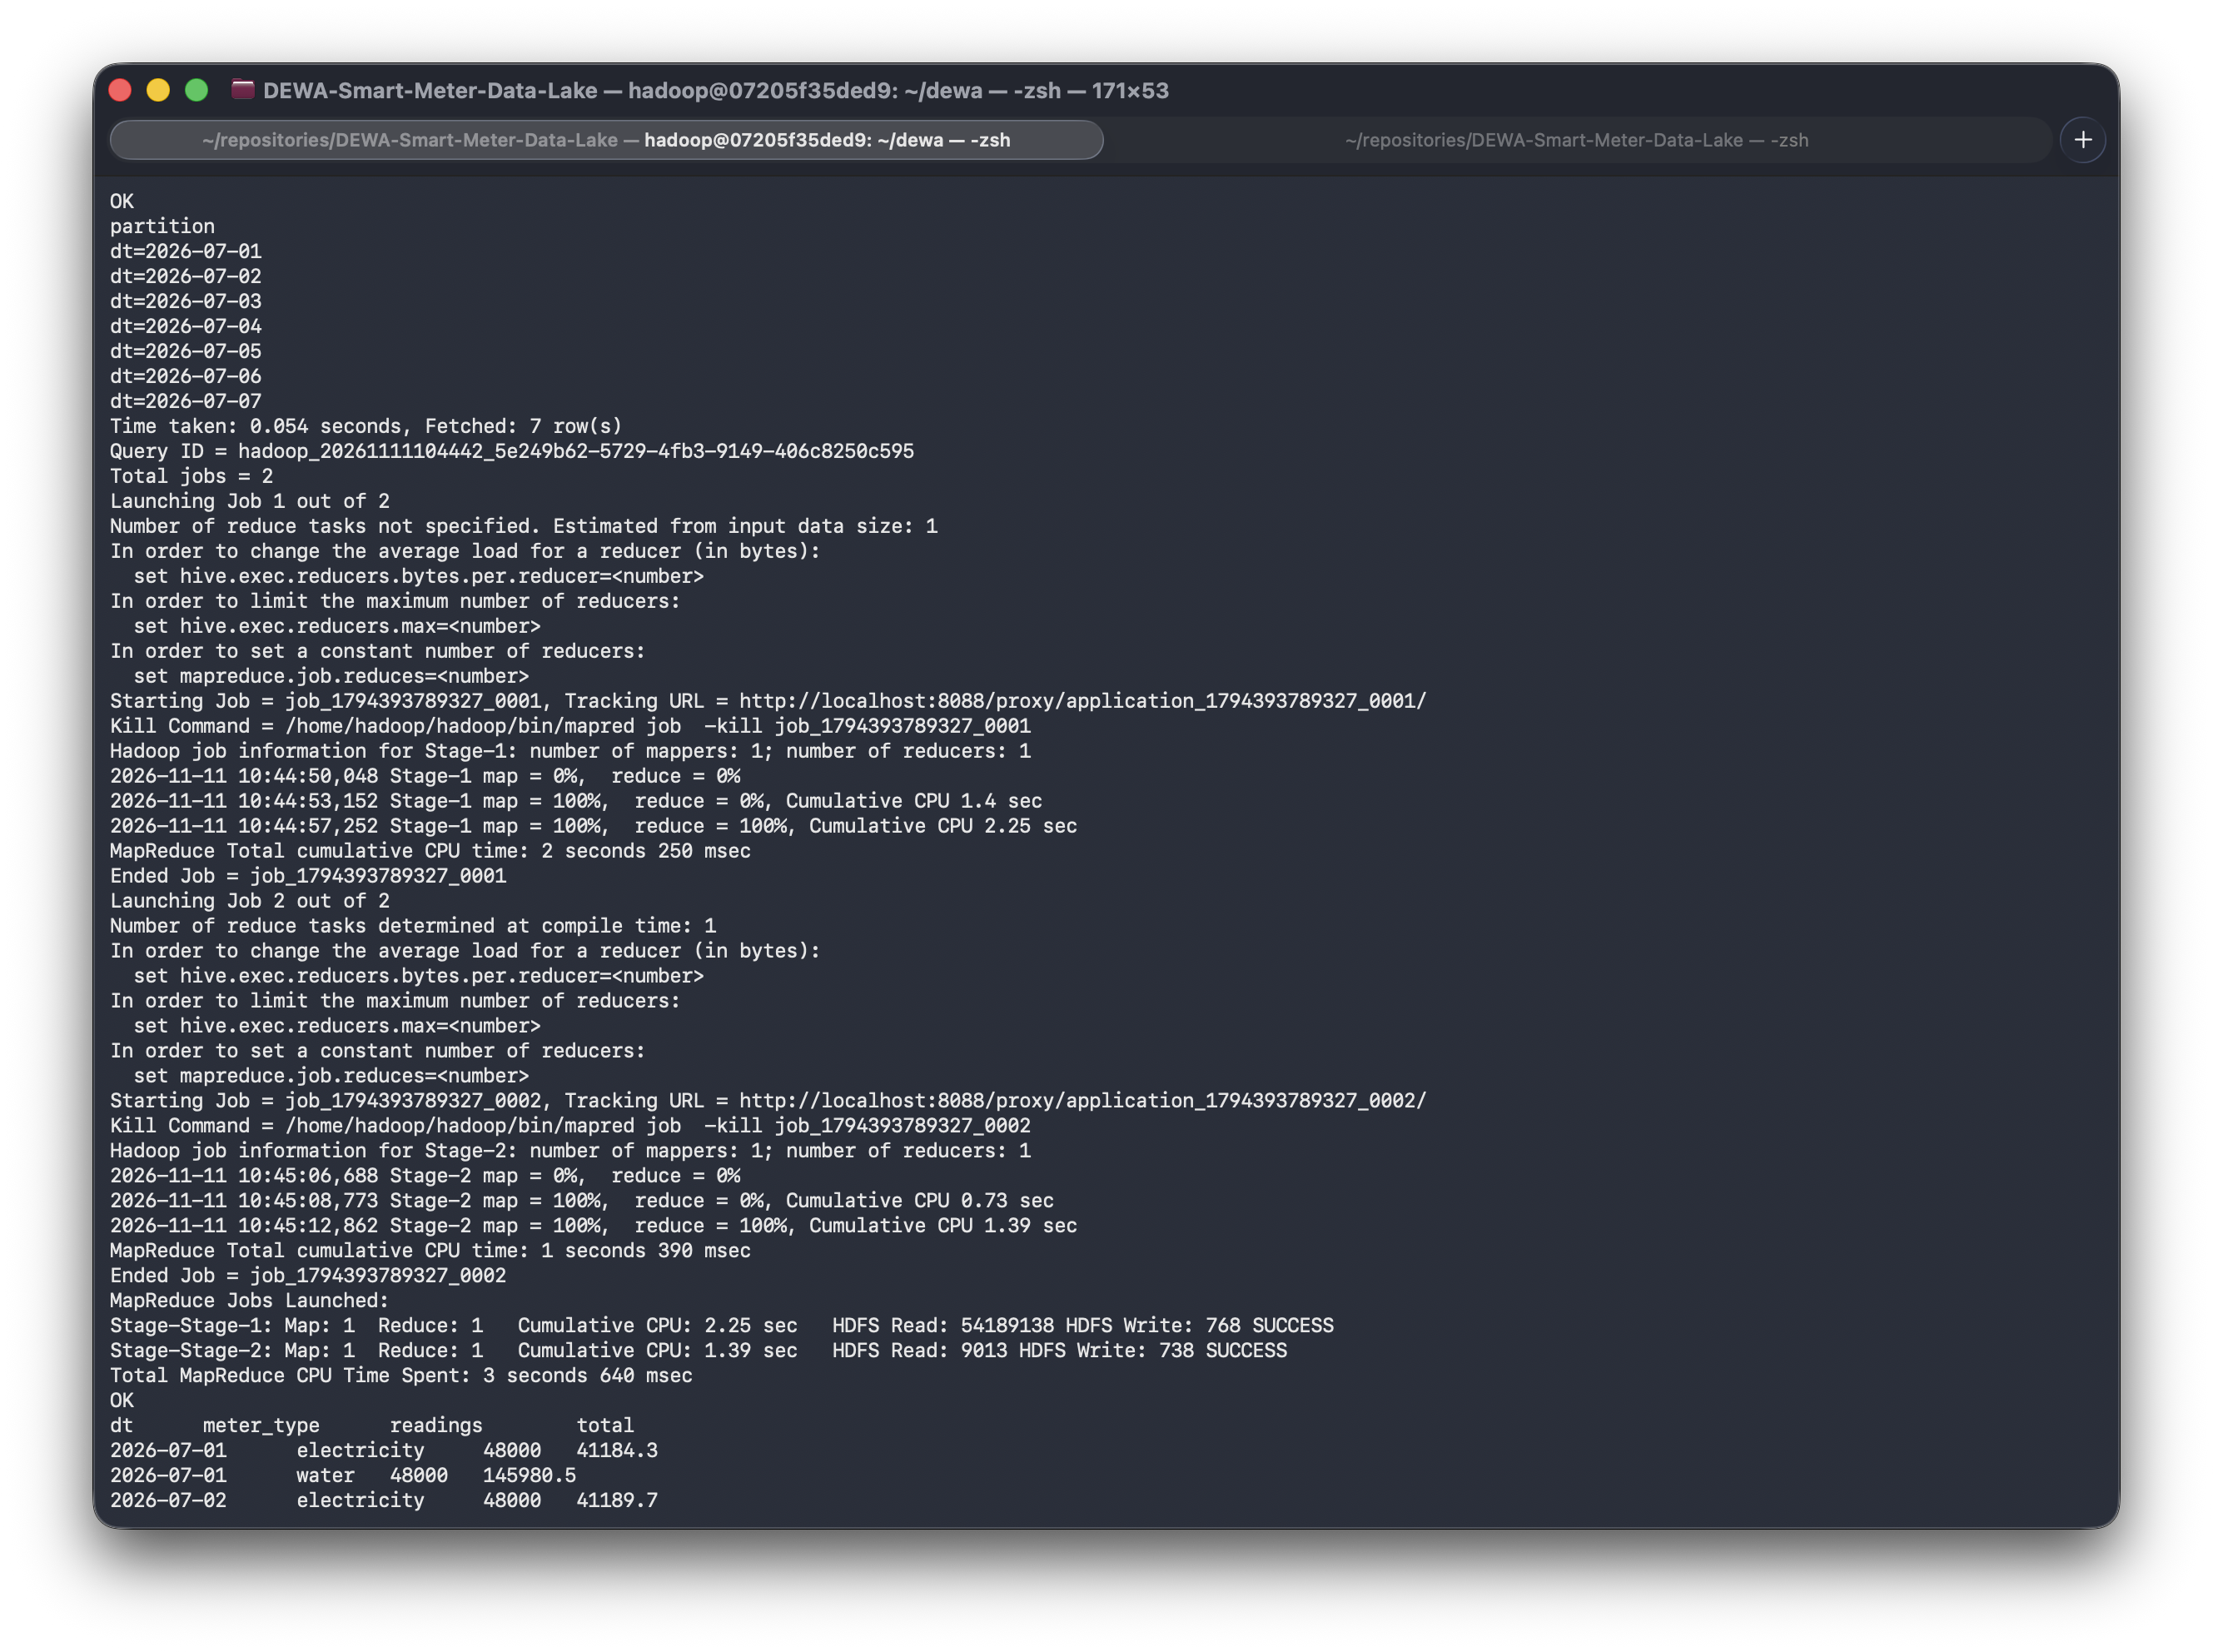 DEWA-Smart-Meter-Data-Lake — hadoop@07205f35ded9: ~/dewa — -zsh — 171×53
~/repositories/DEWA-Smart-Meter-Data-Lake — hadoop@07205f35ded9: ~/dewa — -zsh
~/repositories/DEWA-Smart-Meter-Data-Lake — -zsh
+
OK
partition
dt=2026-07-01
dt=2026-07-02
dt=2026-07-03
dt=2026-07-04
dt=2026-07-05
dt=2026-07-06
dt=2026-07-07
Time taken: 0.054 seconds, Fetched: 7 row(s)
Query ID = hadoop_20261111104442_5e249b62-5729-4fb3-9149-406c8250c595
Total jobs = 2
Launching Job 1 out of 2
Number of reduce tasks not specified. Estimated from input data size: 1
In order to change the average load for a reducer (in bytes):
  set hive.exec.reducers.bytes.per.reducer=<number>
In order to limit the maximum number of reducers:
  set hive.exec.reducers.max=<number>
In order to set a constant number of reducers:
  set mapreduce.job.reduces=<number>
Starting Job = job_1794393789327_0001, Tracking URL = http://localhost:8088/proxy/application_1794393789327_0001/
Kill Command = /home/hadoop/hadoop/bin/mapred job  -kill job_1794393789327_0001
Hadoop job information for Stage-1: number of mappers: 1; number of reducers: 1
2026-11-11 10:44:50,048 Stage-1 map = 0%,  reduce = 0%
2026-11-11 10:44:53,152 Stage-1 map = 100%,  reduce = 0%, Cumulative CPU 1.4 sec
2026-11-11 10:44:57,252 Stage-1 map = 100%,  reduce = 100%, Cumulative CPU 2.25 sec
MapReduce Total cumulative CPU time: 2 seconds 250 msec
Ended Job = job_1794393789327_0001
Launching Job 2 out of 2
Number of reduce tasks determined at compile time: 1
In order to change the average load for a reducer (in bytes):
  set hive.exec.reducers.bytes.per.reducer=<number>
In order to limit the maximum number of reducers:
  set hive.exec.reducers.max=<number>
In order to set a constant number of reducers:
  set mapreduce.job.reduces=<number>
Starting Job = job_1794393789327_0002, Tracking URL = http://localhost:8088/proxy/application_1794393789327_0002/
Kill Command = /home/hadoop/hadoop/bin/mapred job  -kill job_1794393789327_0002
Hadoop job information for Stage-2: number of mappers: 1; number of reducers: 1
2026-11-11 10:45:06,688 Stage-2 map = 0%,  reduce = 0%
2026-11-11 10:45:08,773 Stage-2 map = 100%,  reduce = 0%, Cumulative CPU 0.73 sec
2026-11-11 10:45:12,862 Stage-2 map = 100%,  reduce = 100%, Cumulative CPU 1.39 sec
MapReduce Total cumulative CPU time: 1 seconds 390 msec
Ended Job = job_1794393789327_0002
MapReduce Jobs Launched:
Stage-Stage-1: Map: 1  Reduce: 1   Cumulative CPU: 2.25 sec   HDFS Read: 54189138 HDFS Write: 768 SUCCESS
Stage-Stage-2: Map: 1  Reduce: 1   Cumulative CPU: 1.39 sec   HDFS Read: 9013 HDFS Write: 738 SUCCESS
Total MapReduce CPU Time Spent: 3 seconds 640 msec
OK
dt      meter_type      readings        total
2026-07-01      electricity     48000   41184.3
2026-07-01      water   48000   145980.5
2026-07-02      electricity     48000   41189.7